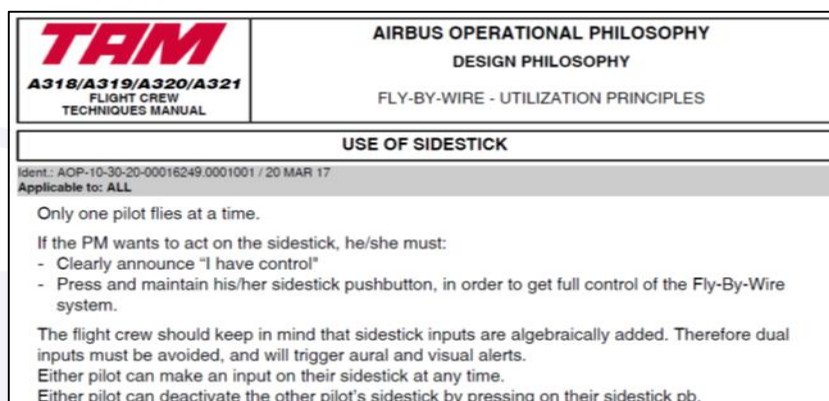 TAM
AIRBUS OPERATIONAL PHILOSOPHY
DESIGN PHILOSOPHY
A318/A319/A320/A321
FLIGHT CREW
TECHNIQUES MANUAL
FLY-BY-WIRE - UTILIZATION PRINCIPLES
USE OF SIDESTICK
Ident.: AOP-10-30-20-00016249.0001001 / 20 MAR 17
Applicable to: ALL
Only one pilot flies at a time.
If the PM wants to act on the sidestick, he/she must:
- Clearly announce “I have control"
- Press and maintain his/her sidestick pushbutton, in order to get full control of the Fly-By-Wire
system.
The flight crew should keep in mind that sidestick inputs are algebraically added. Therefore dual
inputs must be avoided, and will trigger aural and visual alerts.
Either pilot can make an input on their sidestick at any time.
Either pilot can deactivate the other pilot's sidestick by pressing on their sidestick pb.